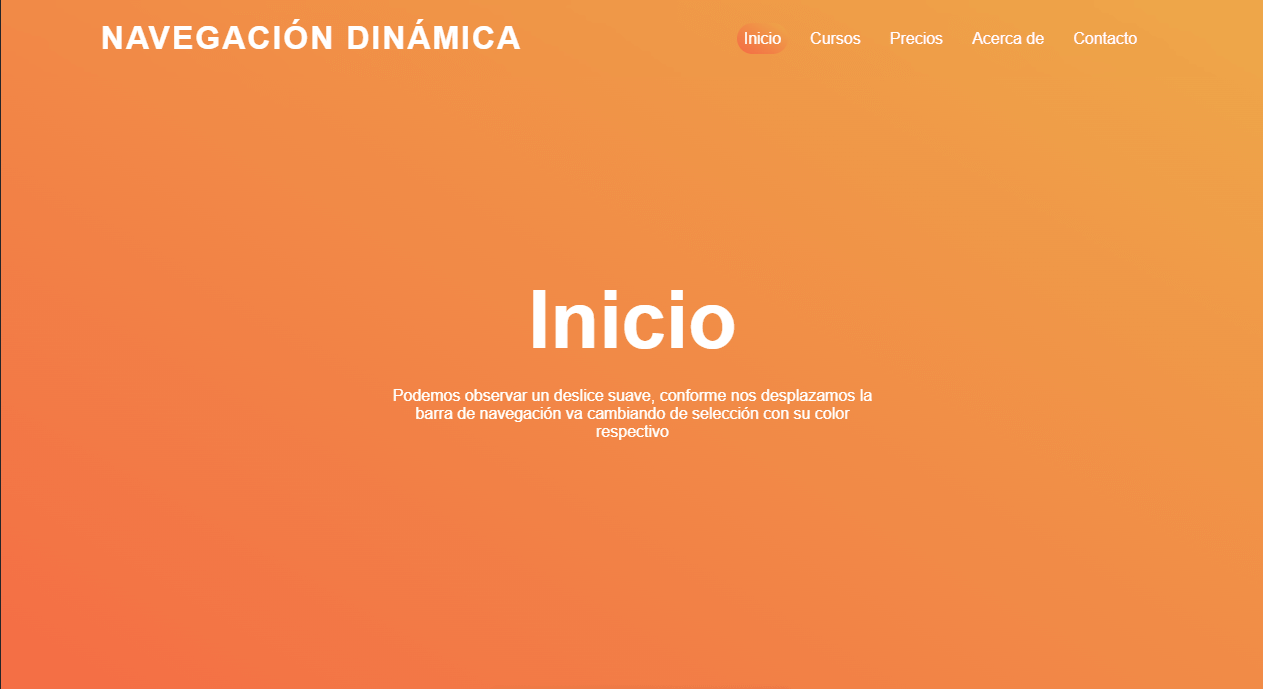 NAVEGACIÓN DINÁMICA
Inicio Cursos Precios Acerca de Contacto
Inicio
Podemos observar un deslice suave, conforme nos desplazamos la
barra de navegación va cambiando de selección con su color
respectivo